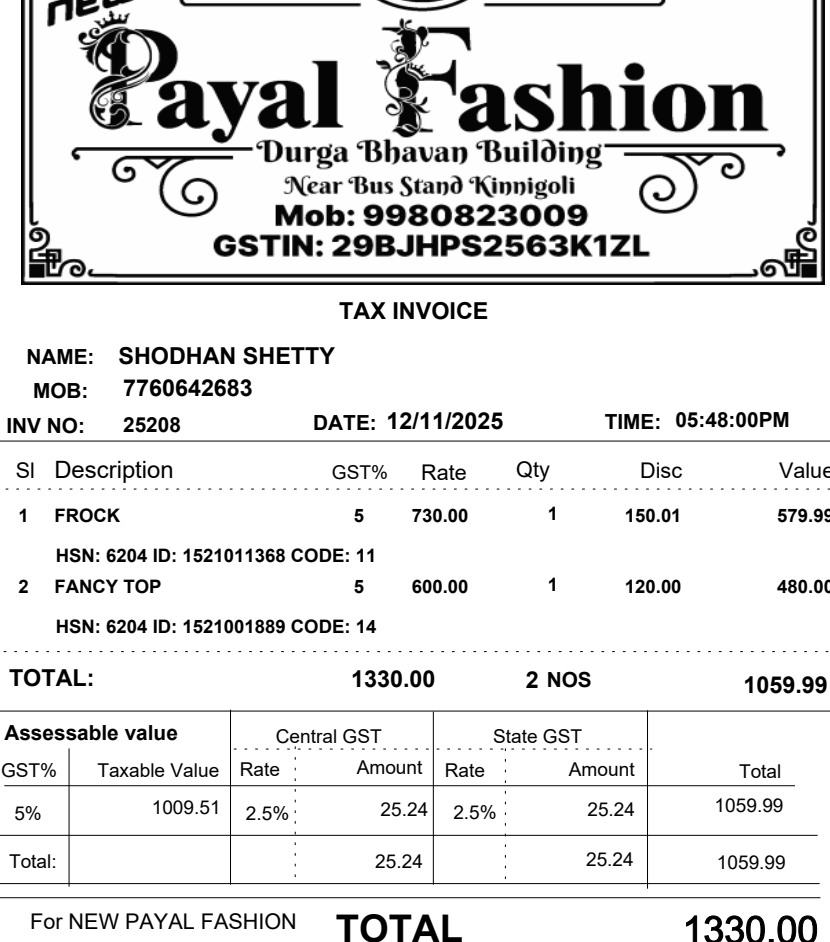 new
Payal Fashion
Durga Bhavan Building
Near Bus Stand Kinnigoli
Mob: 9980823009
GSTIN: 29BJHPS2563K1ZL
TAX INVOICE
NAME: SHODHAN SHETTY
MOB: 7760642683
INV NO: 25208 DATE: 12/11/2025 TIME: 05:48:00PM
Sl Description GST% Rate Qty Disc Value
1 FROCK 5 730.00 1 150.01 579.99
HSN: 6204 ID: 1521011368 CODE: 11
2 FANCY TOP 5 600.00 1 120.00 480.00
HSN: 6204 ID: 1521001889 CODE: 14
TOTAL: 1330.00 2 NOS 1059.99
Assessable value Central GST State GST
GST% Taxable Value Rate Amount Rate Amount Total
5% 1009.51 2.5% 25.24 2.5% 25.24 1059.99
Total: 25.24 25.24 1059.99
For NEW PAYAL FASHION TOTAL 1330.00